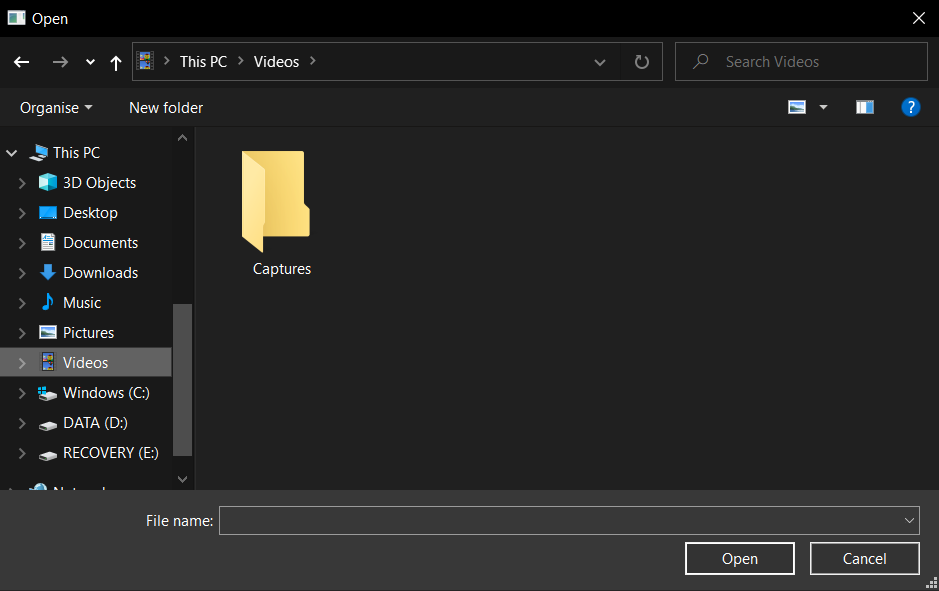 Open
This PC > Videos >
Search Videos
Organise
New folder
?
This PC
3D Objects
Desktop
Documents
Downloads
Music
Pictures
Videos
Windows (C:)
DATA (D:)
RECOVERY (E:)
Captures
File name:
Open
Cancel